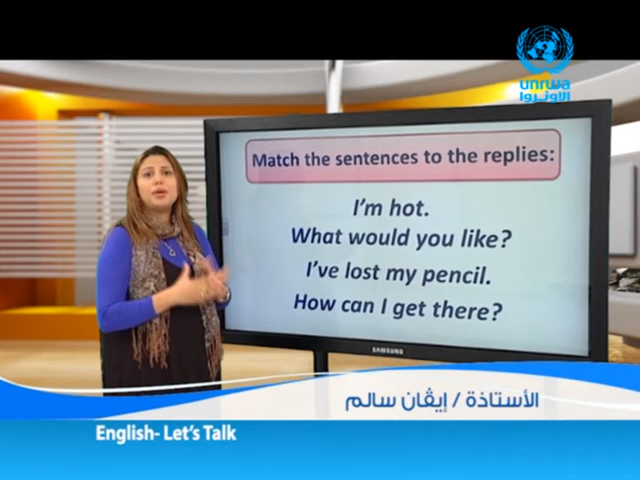 unrwa
الأونروا
Match the sentences to the replies:
I'm hot.
What would you like?
I've lost my pencil.
How can I get there?
SAMSUNG
الأستاذة / إيڤان سالم
English- Let's Talk